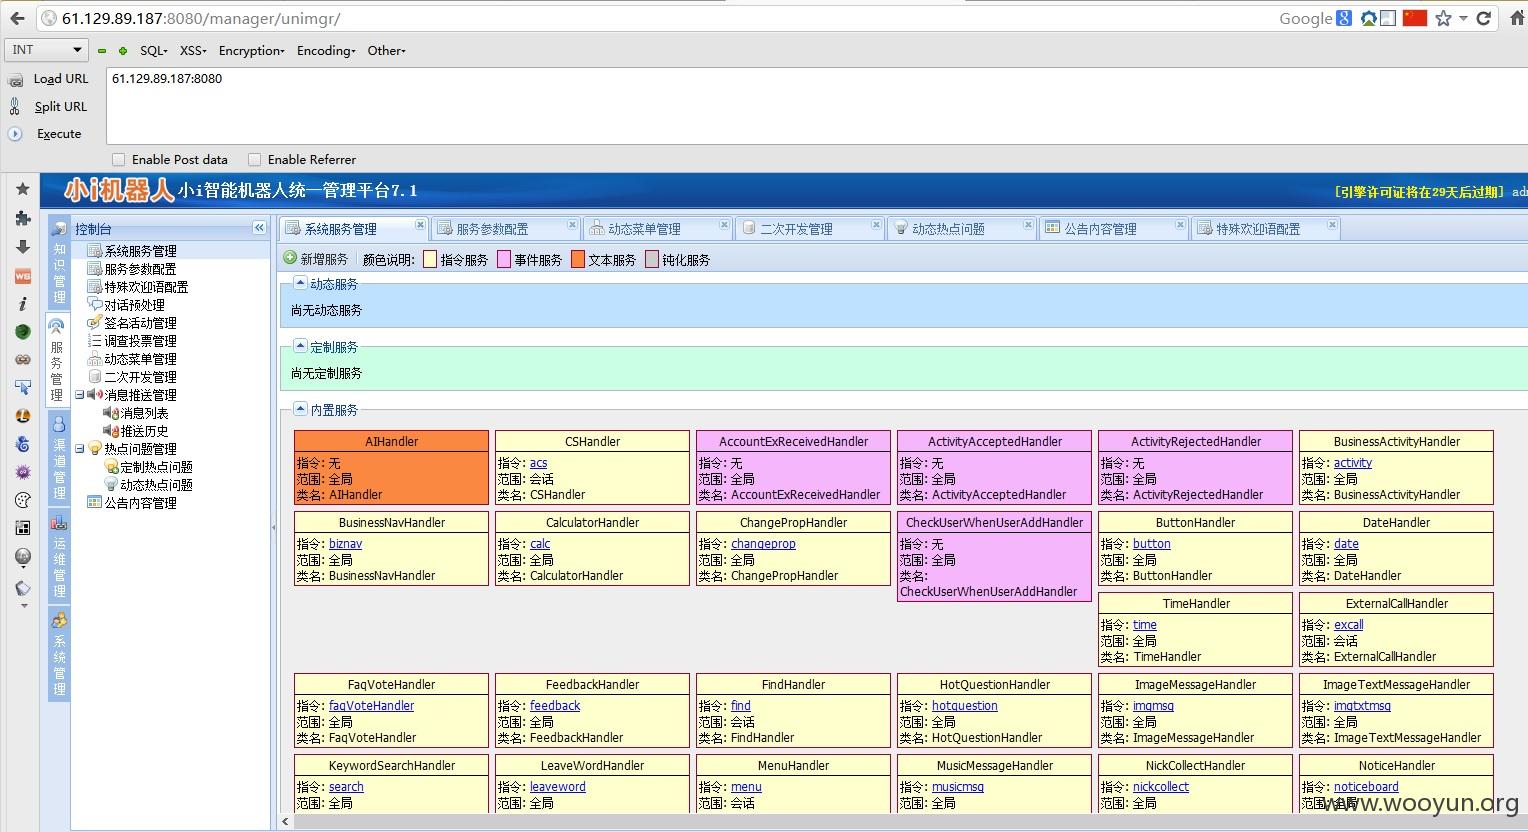 61.129.89.187:8080/manager/unimgr/
Google
INT SQL XSS Encryption Encoding Other
Load URL 61.129.89.187:8080
Split URL
Execute
Enable Post data Enable Referrer
小i机器人 小i智能机器人统一管理平台7.1 [引擎许可证将在29天后过期]
知识管理
服务管理
渠道管理
运维管理
系统管理
控制台
系统服务管理
服务参数配置
特殊欢迎语配置
对话预处理
签名活动管理
调查投票管理
动态菜单管理
二次开发管理
消息推送管理
消息列表
推送历史
热点问题管理
定制热点问题
动态热点问题
公告内容管理
系统服务管理 服务参数配置 动态菜单管理 二次开发管理 动态热点问题 公告内容管理 特殊欢迎语配置
新增服务 颜色说明: 指令服务 事件服务 文本服务 钝化服务
动态服务
尚无动态服务
定制服务
尚无定制服务
内置服务
AIHandler CSHandler AccountExReceivedHandler ActivityAcceptedHandler ActivityRejectedHandler BusinessActivityHandler
指令: 无 指令: acs 指令: 无 指令: 无 指令: 无 指令: activity
范围: 全局 范围: 会话 范围: 全局 范围: 全局 范围: 全局 范围: 全局
类名: AIHandler 类名: CSHandler 类名: AccountExReceivedHandler 类名: ActivityAcceptedHandler 类名: ActivityRejectedHandler 类名: BusinessActivityHandler
BusinessNavHandler CalculatorHandler ChangePropHandler CheckUserWhenUserAddHandler ButtonHandler DateHandler
指令: biznav 指令: calc 指令: changeprop 指令: 无 指令: button 指令: date
范围: 全局 范围: 全局 范围: 全局 范围: 全局 范围: 全局 范围: 全局
类名: BusinessNavHandler 类名: CalculatorHandler 类名: ChangePropHandler 类名: 类名: ButtonHandler 类名: DateHandler
CheckUserWhenUserAddHandler
TimeHandler ExternalCallHandler
指令: time 指令: excall
范围: 全局 范围: 会话
类名: TimeHandler 类名: ExternalCallHandler
FaqVoteHandler FeedbackHandler FindHandler HotQuestionHandler ImageMessageHandler ImageTextMessageHandler
指令: faqVoteHandler 指令: feedback 指令: find 指令: hotquestion 指令: imgmsg 指令: imgtxtmsg
范围: 全局 范围: 全局 范围: 会话 范围: 全局 范围: 全局 范围: 全局
类名: FaqVoteHandler 类名: FeedbackHandler 类名: FindHandler 类名: HotQuestionHandler 类名: ImageMessageHandler 类名: ImageTextMessageHandler
KeywordSearchHandler LeaveWordHandler MenuHandler MusicMessageHandler NickCollectHandler NoticeHandler
指令: search 指令: leaveword 指令: menu 指令: musicmsg 指令: nickcollect 指令: noticeboard
范围: 全局 范围: 全局 范围: 会话 范围: 全局 范围: 全局 范围: 全局
www.wooyun.org